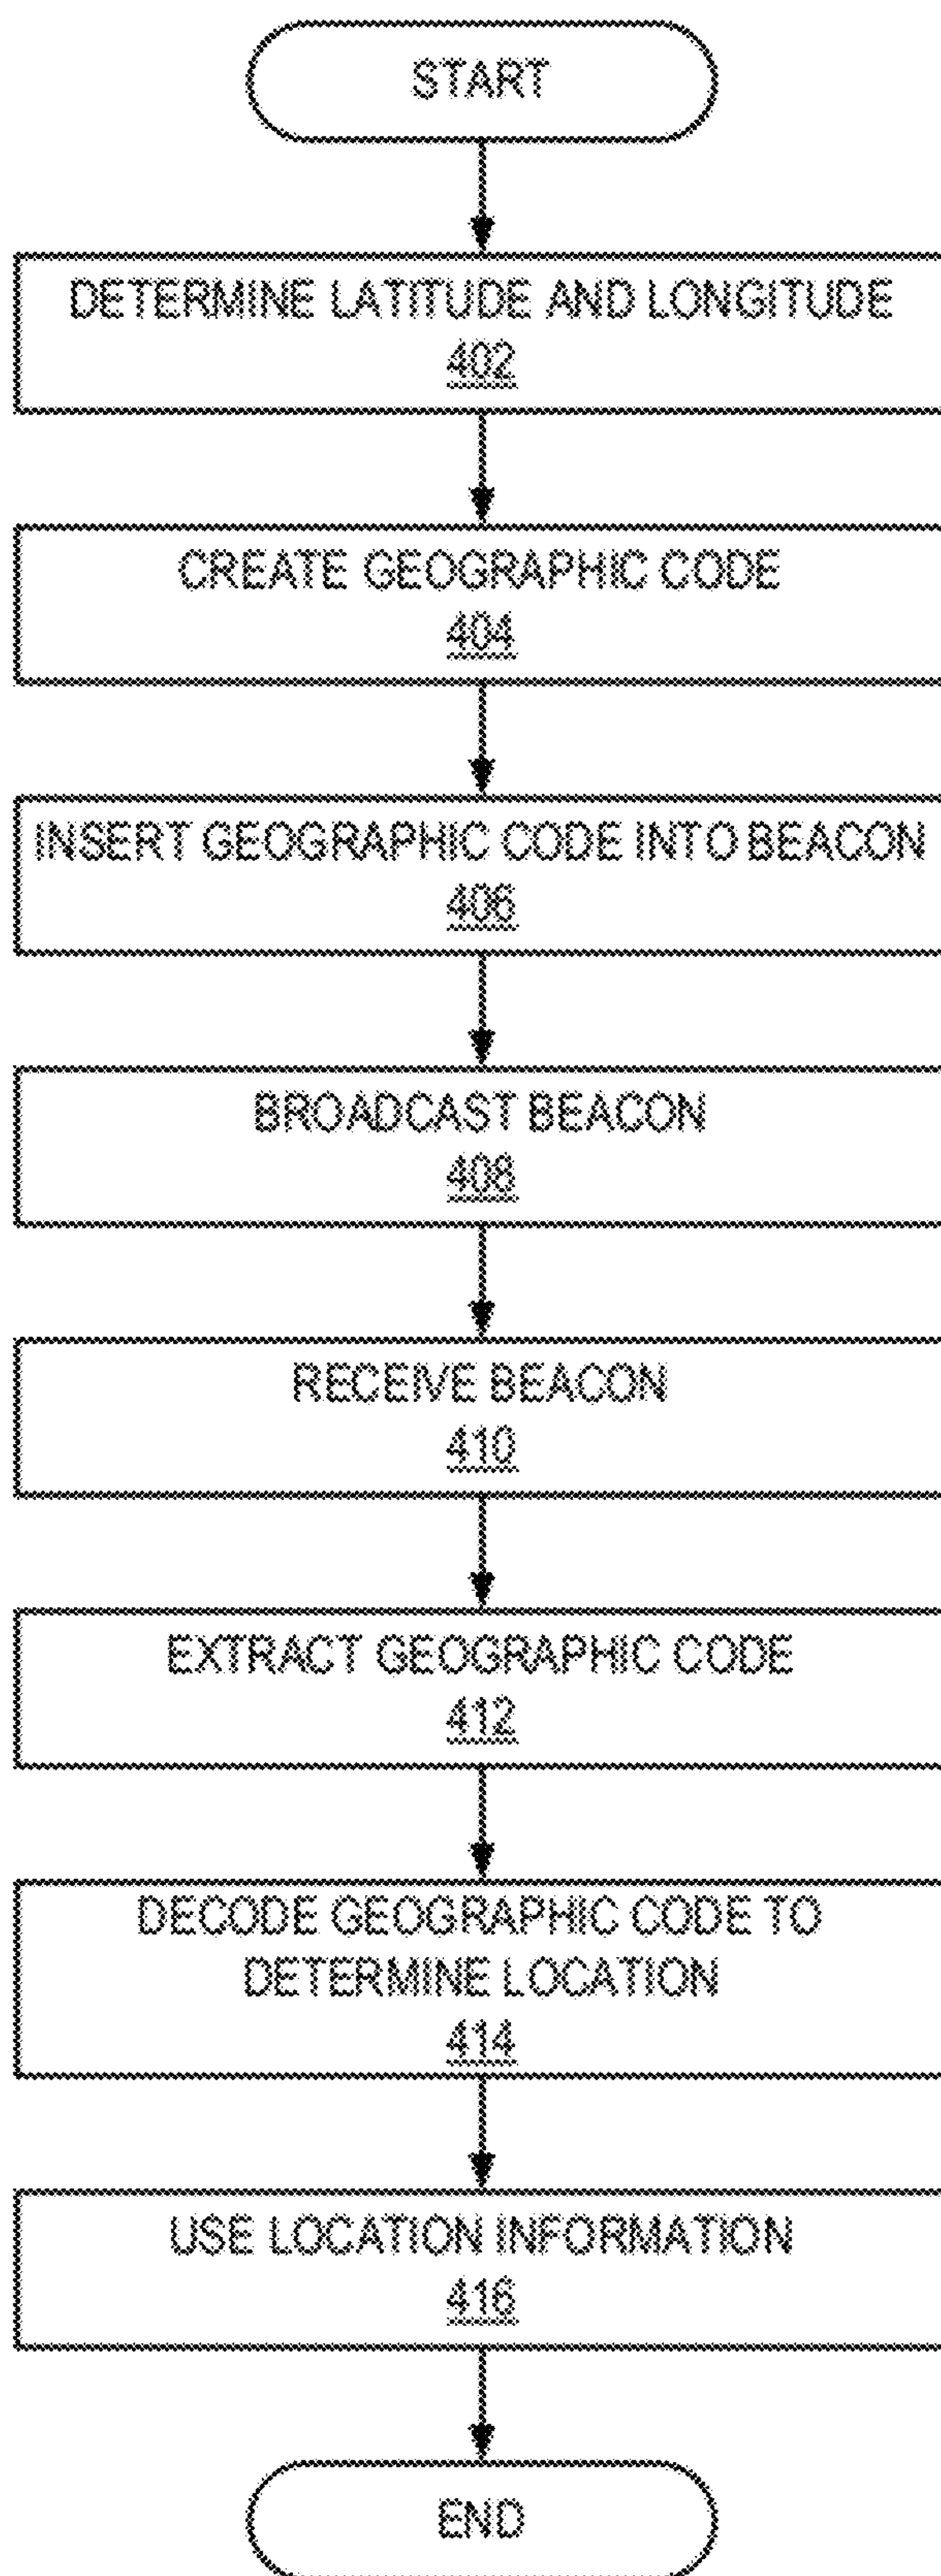 START
DETERMINE LATITUDE AND LONGITUDE
402
CREATE GEOGRAPHIC CODE
404
INSERT GEOGRAPHIC CODE INTO BEACON
406
BROADCAST BEACON
408
RECEIVE BEACON
410
EXTRACT GEOGRAPHIC CODE
412
DECODE GEOGRAPHIC CODE TO
DETERMINE LOCATION
414
USE LOCATION INFORMATION
416
END